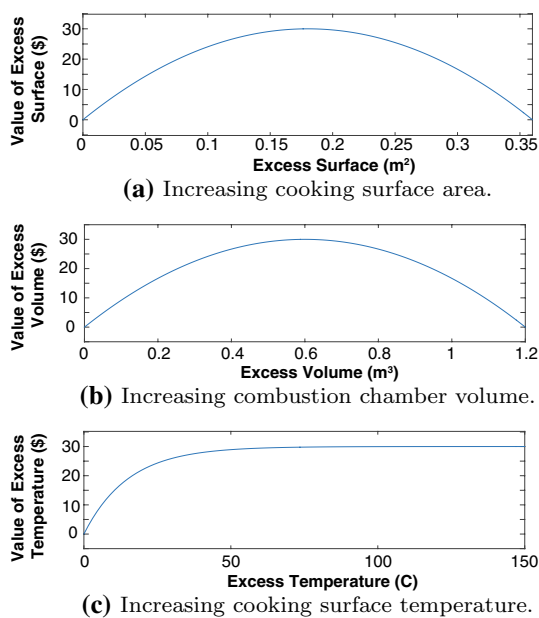 Value of Excess
Surface ($)
30
20
10
0
0 0.05 0.1 0.15 0.2 0.25 0.3 0.35
Excess Surface (m²)
(a) Increasing cooking surface area.
Value of Excess
Volume ($)
30
20
10
0
0 0.2 0.4 0.6 0.8 1 1.2
Excess Volume (m³)
(b) Increasing combustion chamber volume.
Value of Excess
Temperature ($)
30
20
10
0
0 50 100 150
Excess Temperature (C)
(c) Increasing cooking surface temperature.